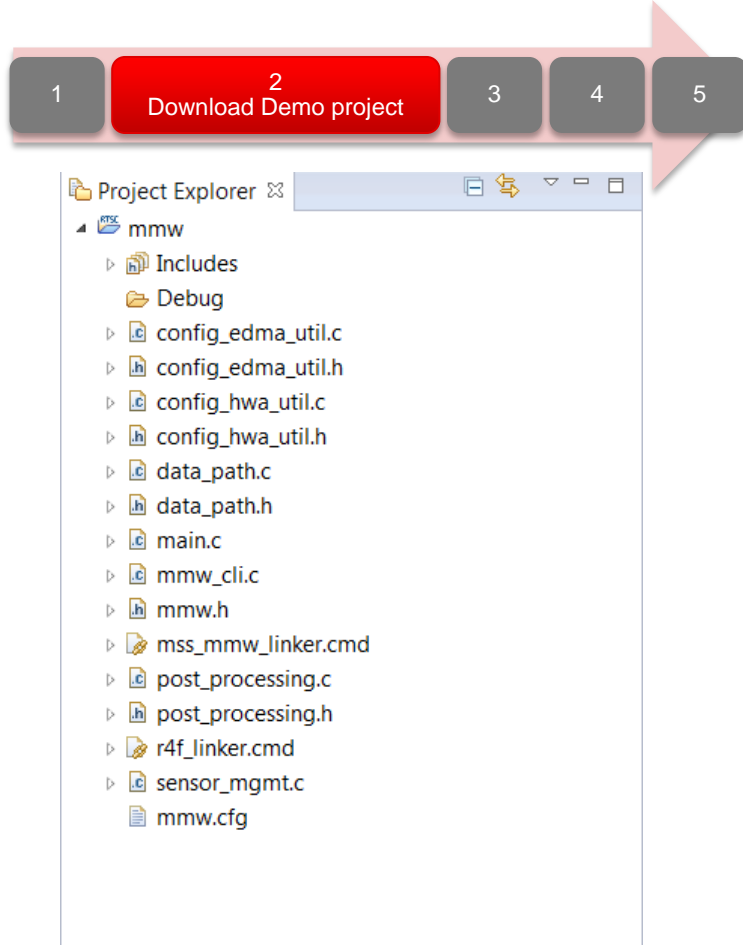 1
2
Download Demo project
3
4
5
Project Explorer
RTSC
mmw
h
Includes
Debug
.c
config_edma_util.c
.h
config_edma_util.h
.c
config_hwa_util.c
.h
config_hwa_util.h
.c
data_path.c
.h
data_path.h
.c
main.c
.c
mmw_cli.c
.h
mmw.h
mss_mmw_linker.cmd
.c
post_processing.c
.h
post_processing.h
r4f_linker.cmd
.c
sensor_mgmt.c
mmw.cfg